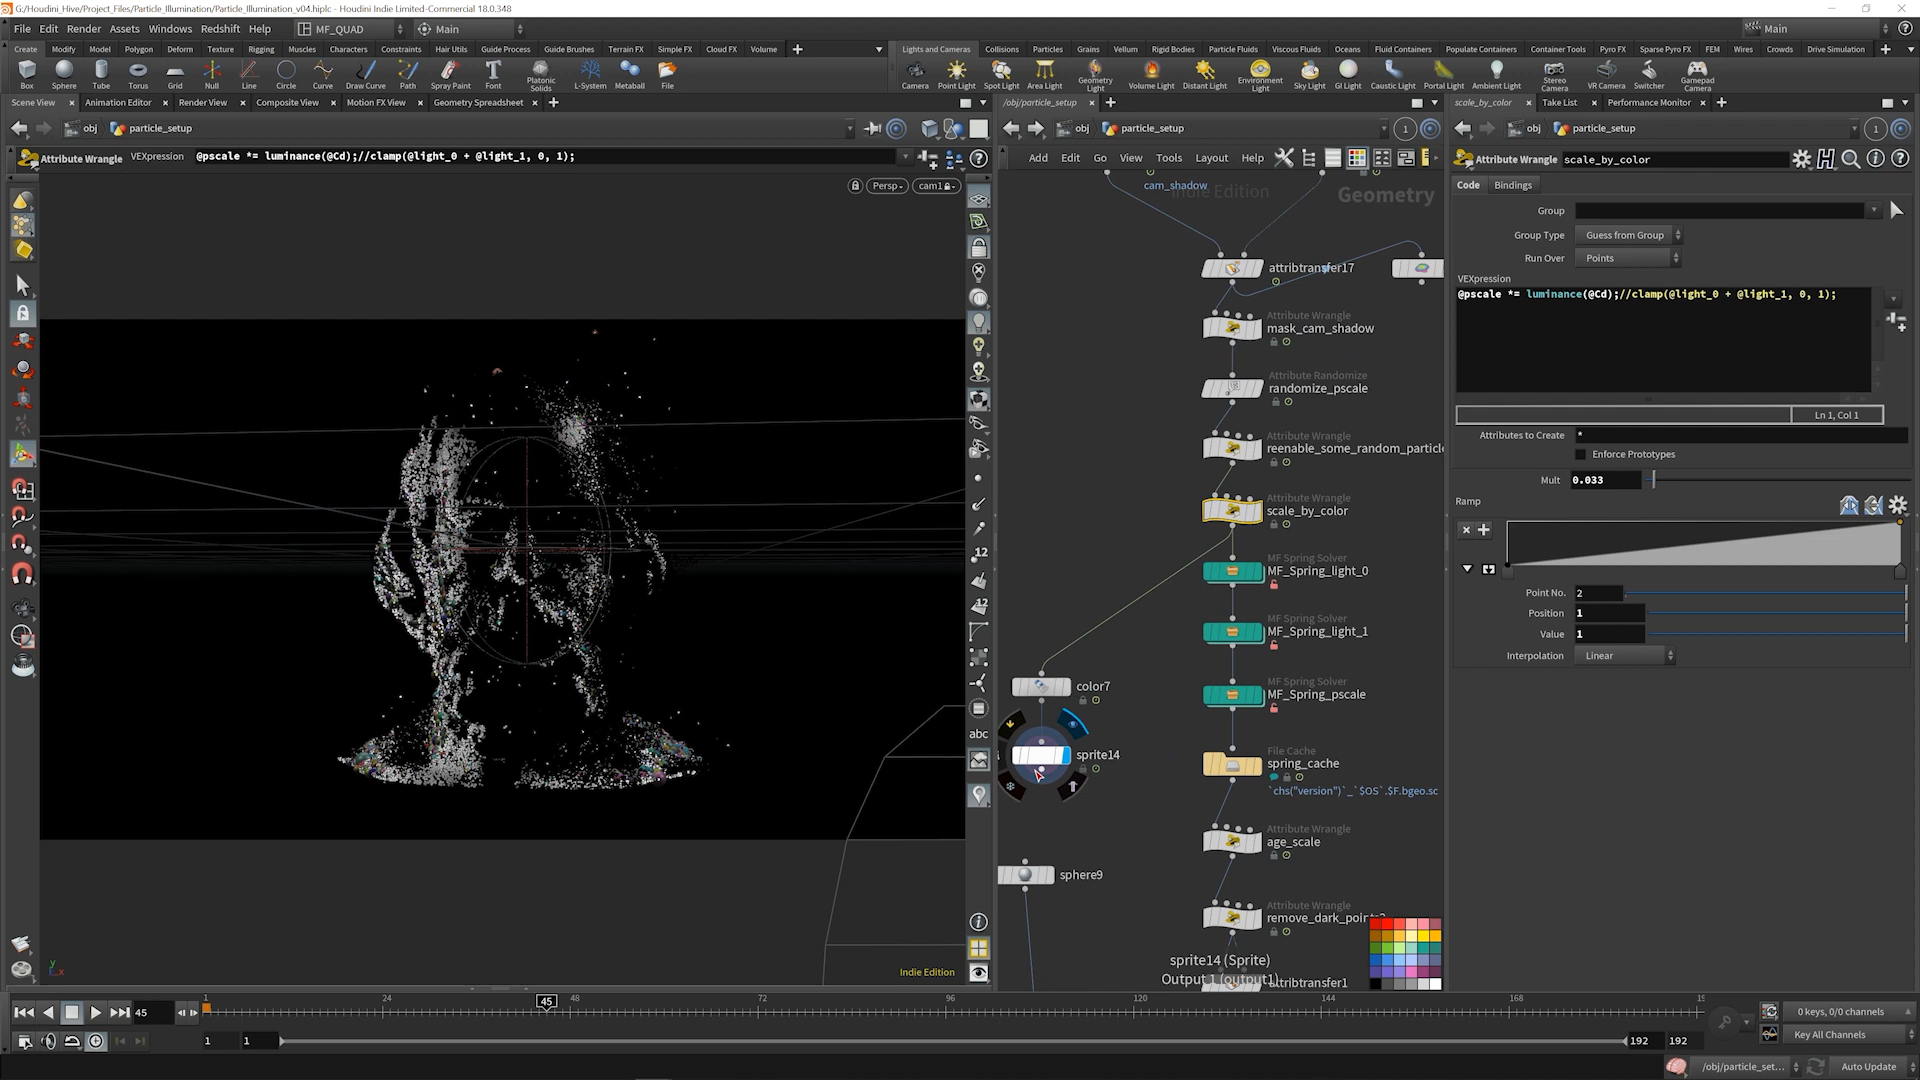 G:/Houdini_Hive/Project_Files/Particle_Illumination/Particle_Illumination_v04.hiplc - Houdini Indie Limited-Commercial 18.0.348
File Edit Render Assets Windows Redshift Help MF_QUAD Main Main
Create Modify Model Polygon Deform Texture Rigging Muscles Characters Constraints Hair Utils Guide Process Guide Brushes Terrain FX Simple FX Cloud FX Volume
Lights and Cameras Collisions Particles Grains Vellum Rigid Bodies Particle Fluids Viscous Fluids Oceans Fluid Containers Populate Containers Container Tools Pyro FX Sparse Pyro FX FEM Wires Crowds Drive Simulation
Box Sphere Tube Torus Grid Null Line Circle Curve Draw Curve Path Spray Paint Font Platonic Solids L-System Metaball File
Camera Point Light Spot Light Area Light Geometry Light Volume Light Distant Light Environment Light Sky Light GI Light Caustic Light Portal Light Ambient Light Stereo Camera VR Camera Switcher Gamepad Camera
Scene View Animation Editor Render View Composite View Motion FX View Geometry Spreadsheet
/obj/particle_setup
scale_by_color Take List Performance Monitor
obj particle_setup
obj particle_setup 1
obj particle_setup 1
Attribute Wrangle VEXpression @pscale *= luminance(@Cd);//clamp(@light_0 + @light_1, 0, 1);
Add Edit Go View Tools Layout Help
Attribute Wrangle scale_by_color
Persp cam1
Code Bindings
cam_shadow
Indie Edition
Geometry
Group
Group Type Guess from Group
Run Over Points
VEXpression
@pscale *= luminance(@Cd);//clamp(@light_0 + @light_1, 0, 1);
Ln 1, Col 1
Attributes to Create *
Enforce Prototypes
Mult 0.033
Ramp
Point No. 2
Position 1
Value 1
Interpolation Linear
attribtransfer17
Attribute Wrangle
mask_cam_shadow
Attribute Randomize
randomize_pscale
Attribute Wrangle
reenable_some_random_particle
Attribute Wrangle
scale_by_color
MF Spring Solver
MF_Spring_light_0
MF Spring Solver
MF_Spring_light_1
MF Spring Solver
MF_Spring_pscale
color7
sprite14
File Cache
spring_cache
`chs("version")`_`$OS`.$F.bgeo.sc
Attribute Wrangle
age_scale
sphere9
Attribute Wrangle
sprite14 (Sprite)
Output 1 (output1)
12
12
abc
Indie Edition
y
x
45
1 24 45 48 72 96 120 144 168
1 1 192 192
0 keys, 0/0 channels
Key All Channels
/obj/particle_set...
Auto Update